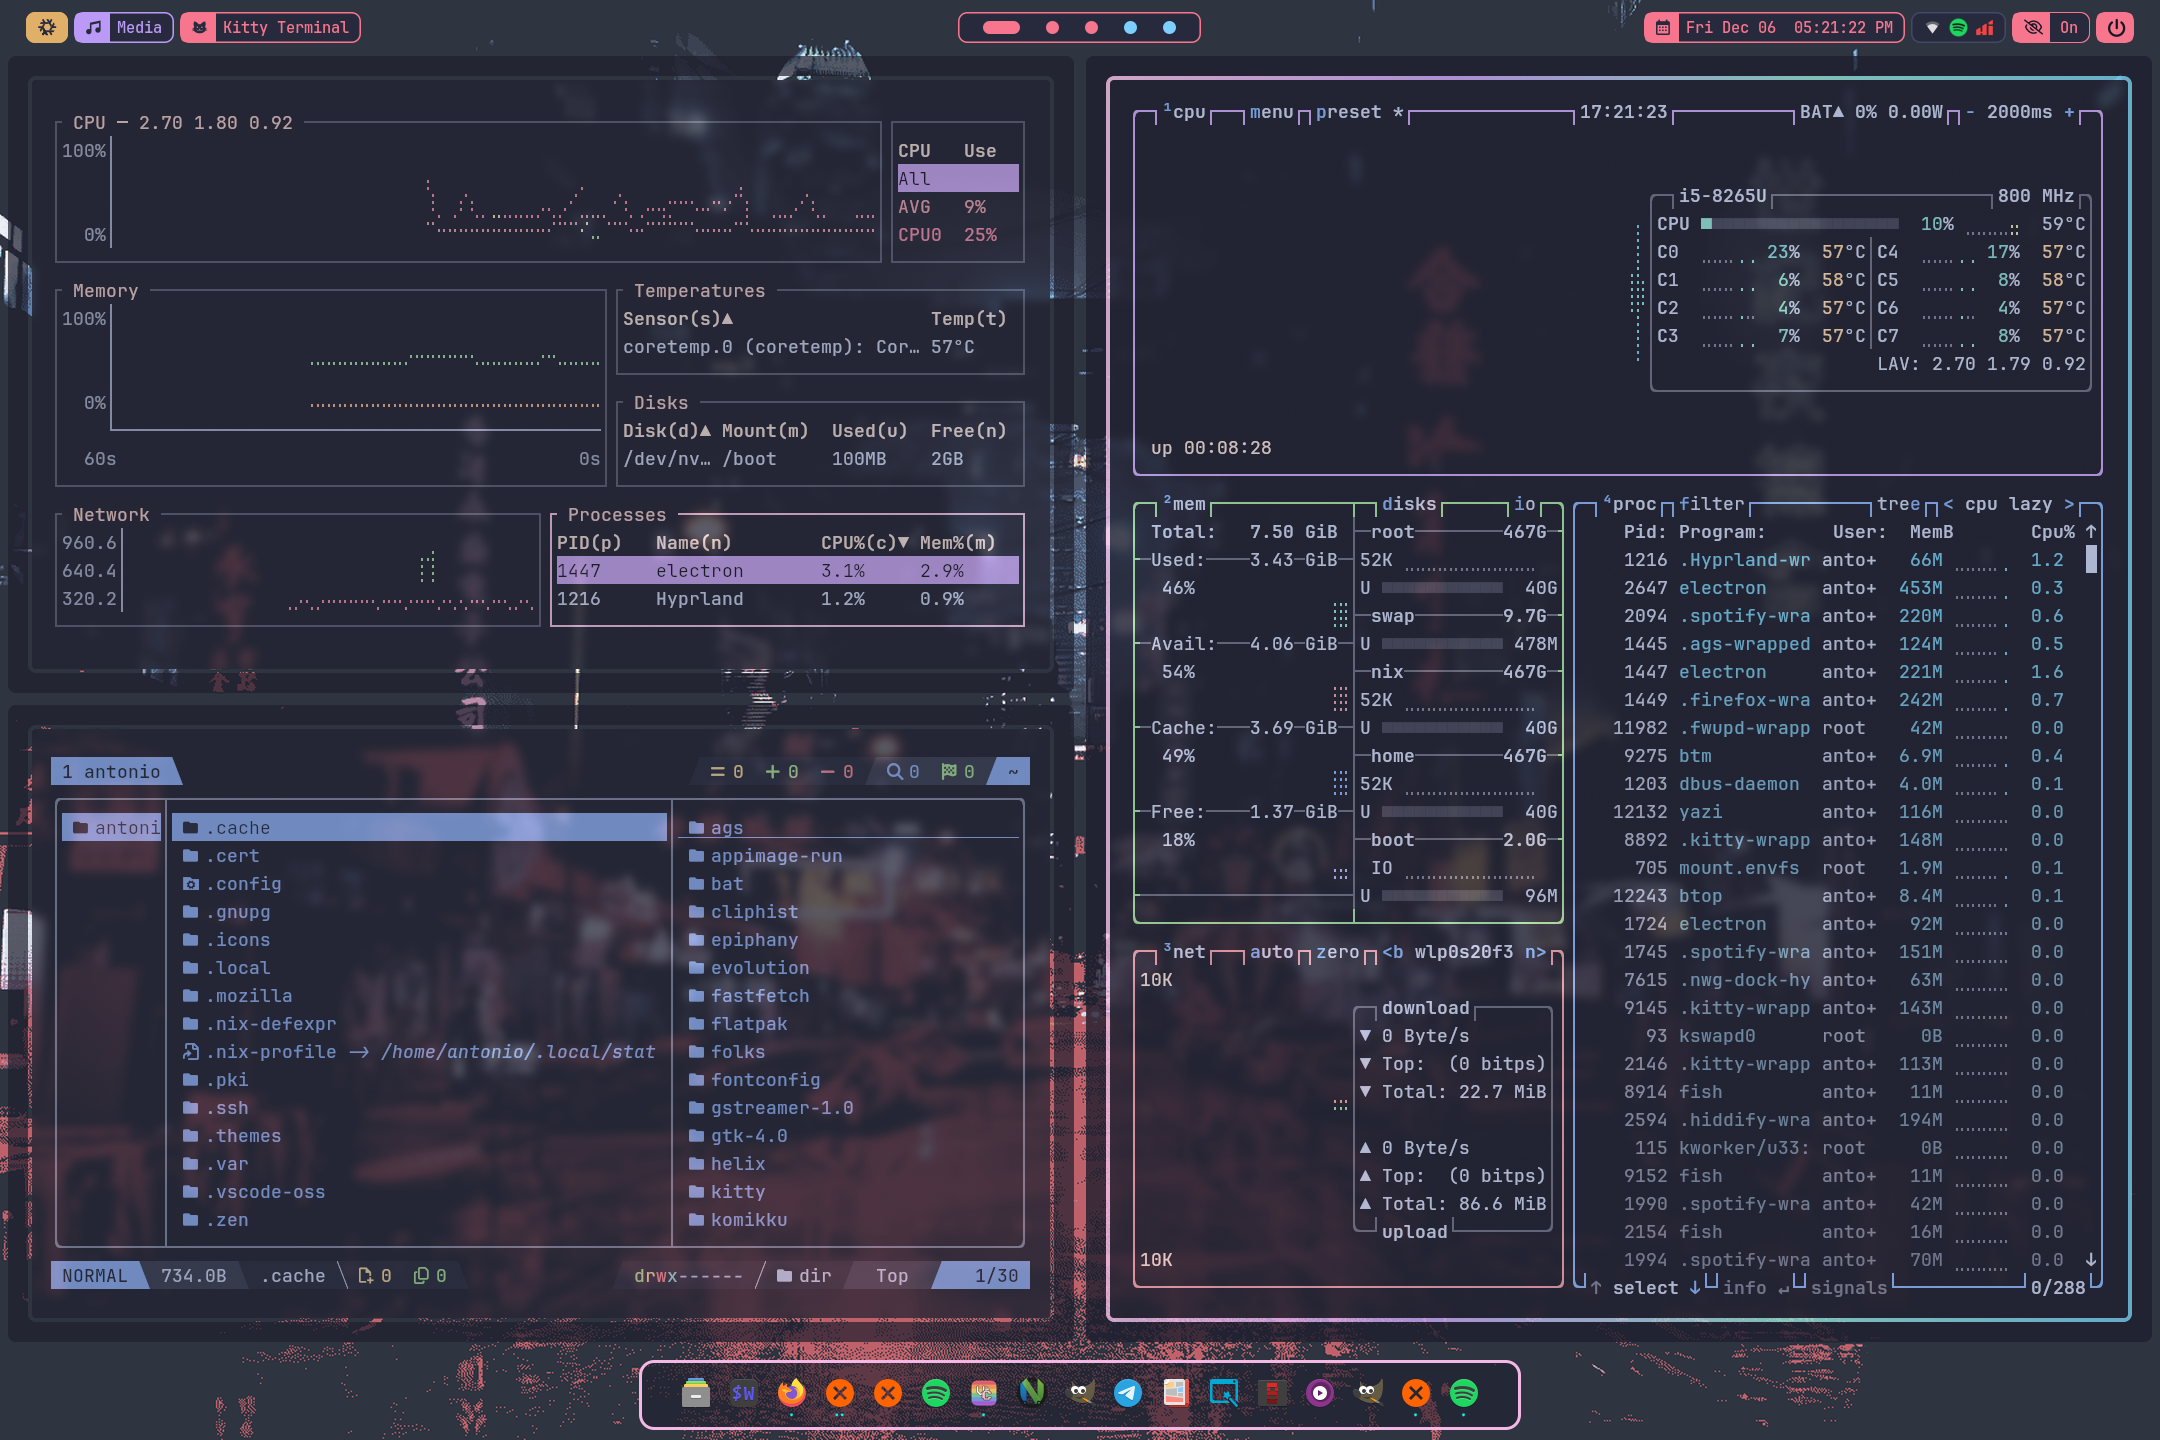 Media
Kitty Terminal
Fri Dec 06  05:21:22 PM
On
CPU — 2.70 1.80 0.92
100%
0%
CPU Use
All
AVG 9%
CPU0 25%
Memory
100%
0%
60s 0s
Temperatures
Sensor(s)▲ Temp(t)
coretemp.0 (coretemp): Cor… 57°C
Disks
Disk(d)▲ Mount(m) Used(u) Free(n)
/dev/nv… /boot 100MB 2GB
Network
960.6
640.4
320.2
Processes
PID(p) Name(n) CPU%(c)▼ Mem%(m)
1447 electron 3.1% 2.9%
1216 Hyprland 1.2% 0.9%
1 antonio
= 0 + 0 − 0 0 0 ~
antoni
.cache
.cert
.config
.gnupg
.icons
.local
.mozilla
.nix-defexpr
.nix-profile -> /home/antonio/.local/stat
.pki
.ssh
.themes
.var
.vscode-oss
.zen
ags
appimage-run
bat
cliphist
epiphany
evolution
fastfetch
flatpak
folks
fontconfig
gstreamer-1.0
gtk-4.0
helix
kitty
komikku
NORMAL 734.0B .cache 0 0
drwx------ dir Top 1/30
¹cpu menu preset * 17:21:23 BAT▲ 0% 0.00W - 2000ms +
i5-8265U 800 MHz
CPU 10% 59°C
C0 23% 57°C C4 17% 57°C
C1 6% 58°C C5 8% 58°C
C2 4% 57°C C6 4% 57°C
C3 7% 57°C C7 8% 57°C
LAV: 2.70 1.79 0.92
up 00:08:28
²mem
Total: 7.50 GiB
Used: 3.43 GiB
46%
Avail: 4.06 GiB
54%
Cache: 3.69 GiB
49%
Free: 1.37 GiB
18%
disks io
root 467G
52K
U 40G
swap 9.7G
U 478M
nix 467G
52K
U 40G
home 467G
52K
U 40G
boot 2.0G
IO
U 96M
³net auto zero <b wlp0s20f3 n>
10K
download
▼ 0 Byte/s
▼ Top: (0 bitps)
▼ Total: 22.7 MiB
▲ 0 Byte/s
▲ Top: (0 bitps)
▲ Total: 86.6 MiB
upload
10K
⁴proc filter tree < cpu lazy >
Pid: Program: User: MemB Cpu% ↑
1216 .Hyprland-wr anto+ 66M 1.2
2647 electron anto+ 453M 0.3
2094 .spotify-wra anto+ 220M 0.6
1445 .ags-wrapped anto+ 124M 0.5
1447 electron anto+ 221M 1.6
1449 .firefox-wra anto+ 242M 0.7
11982 .fwupd-wrapp root 42M 0.0
9275 btm anto+ 6.9M 0.4
1203 dbus-daemon anto+ 4.0M 0.1
12132 yazi anto+ 116M 0.0
8892 .kitty-wrapp anto+ 148M 0.0
705 mount.envfs root 1.9M 0.1
12243 btop anto+ 8.4M 0.1
1724 electron anto+ 92M 0.0
1745 .spotify-wra anto+ 151M 0.0
7615 .nwg-dock-hy anto+ 63M 0.0
9145 .kitty-wrapp anto+ 143M 0.0
93 kswapd0 root 0B 0.0
2146 .kitty-wrapp anto+ 113M 0.0
8914 fish anto+ 11M 0.0
2594 .hiddify-wra anto+ 194M 0.0
115 kworker/u33: root 0B 0.0
9152 fish anto+ 11M 0.0
1990 .spotify-wra anto+ 42M 0.0
2154 fish anto+ 16M 0.0
1994 .spotify-wra anto+ 70M 0.0 ↓
↑ select ↓ info ↵ signals 0/288
$W